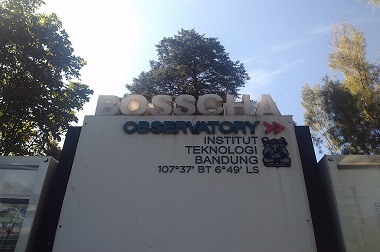 BOSSCHA
OBSERVATORY
INSTITUT
TEKNOLOGI
BANDUNG
107°37' BT 6°49' LS